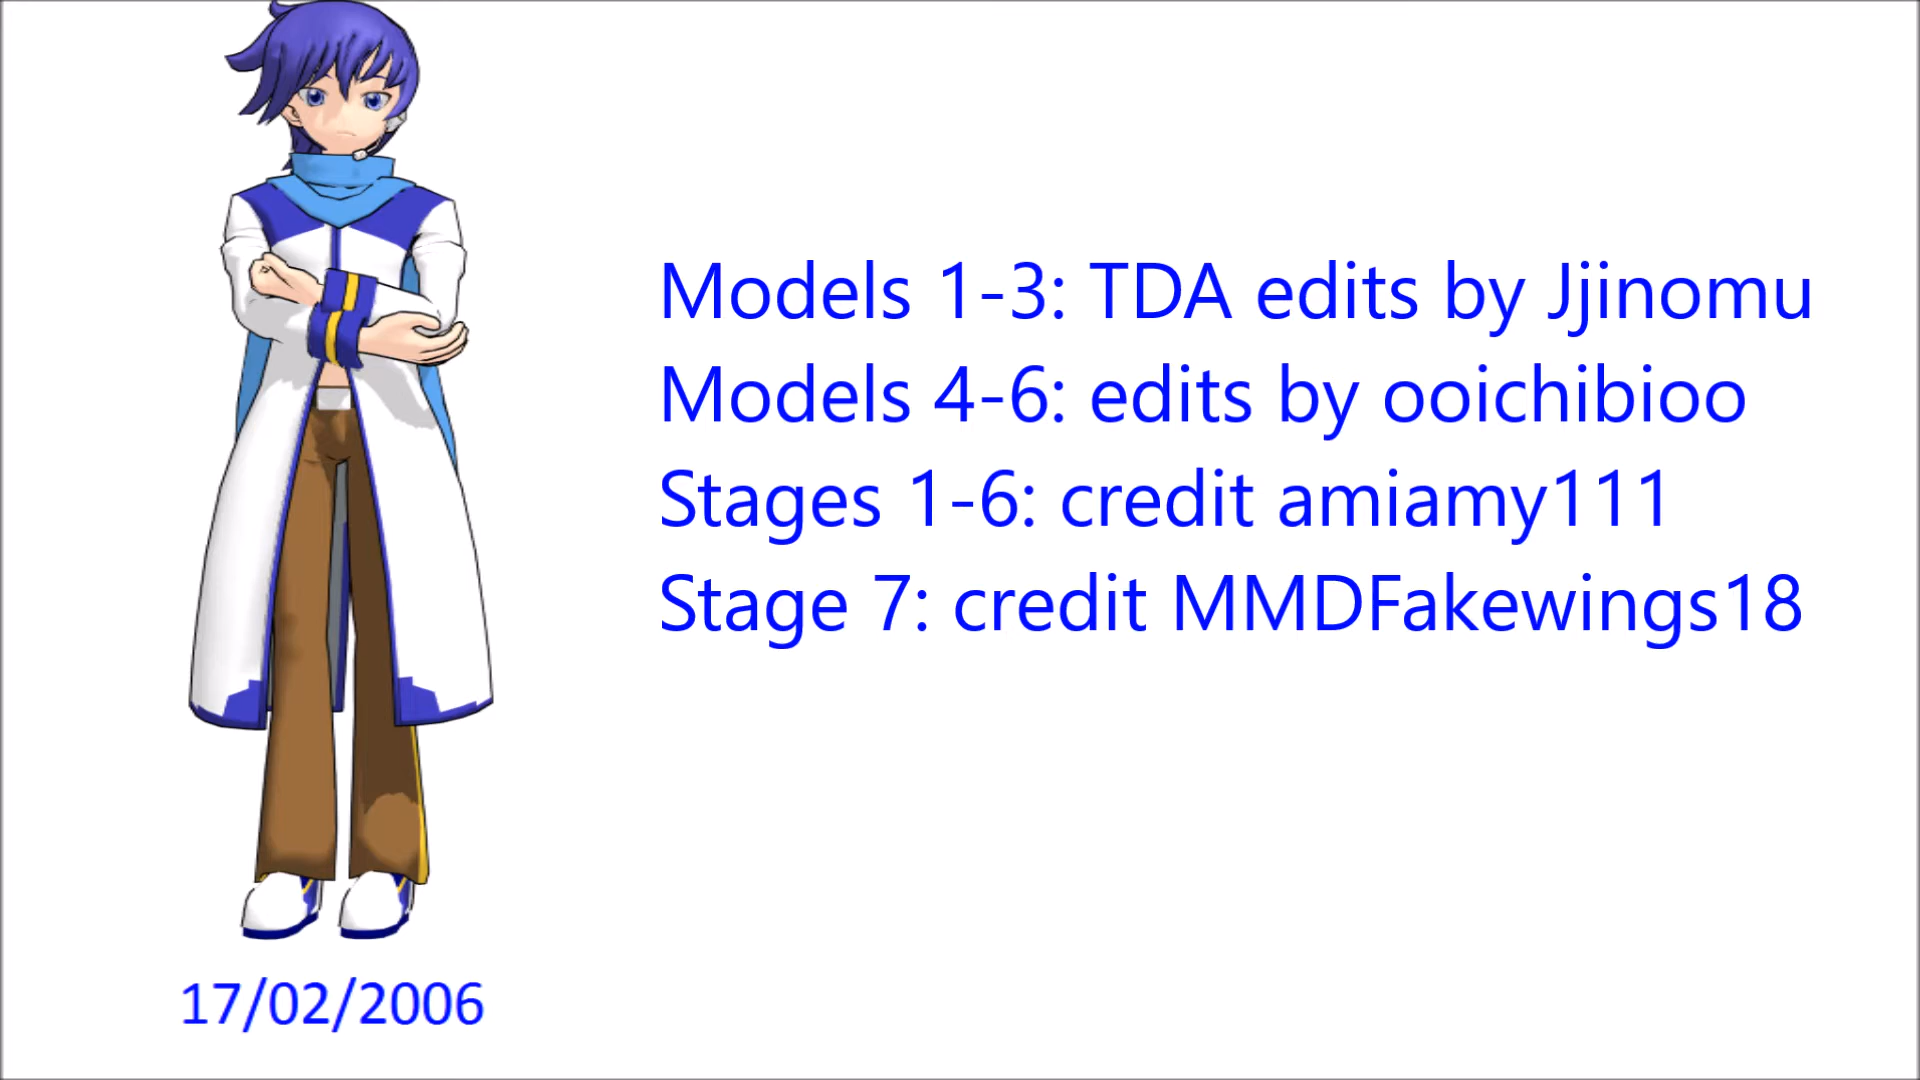 Models 1-3: TDA edits by Jjinomu
Models 4-6: edits by ooichibioo
Stages 1-6: credit amiamy111
Stage 7: credit MMDFakewings18
17/02/2006